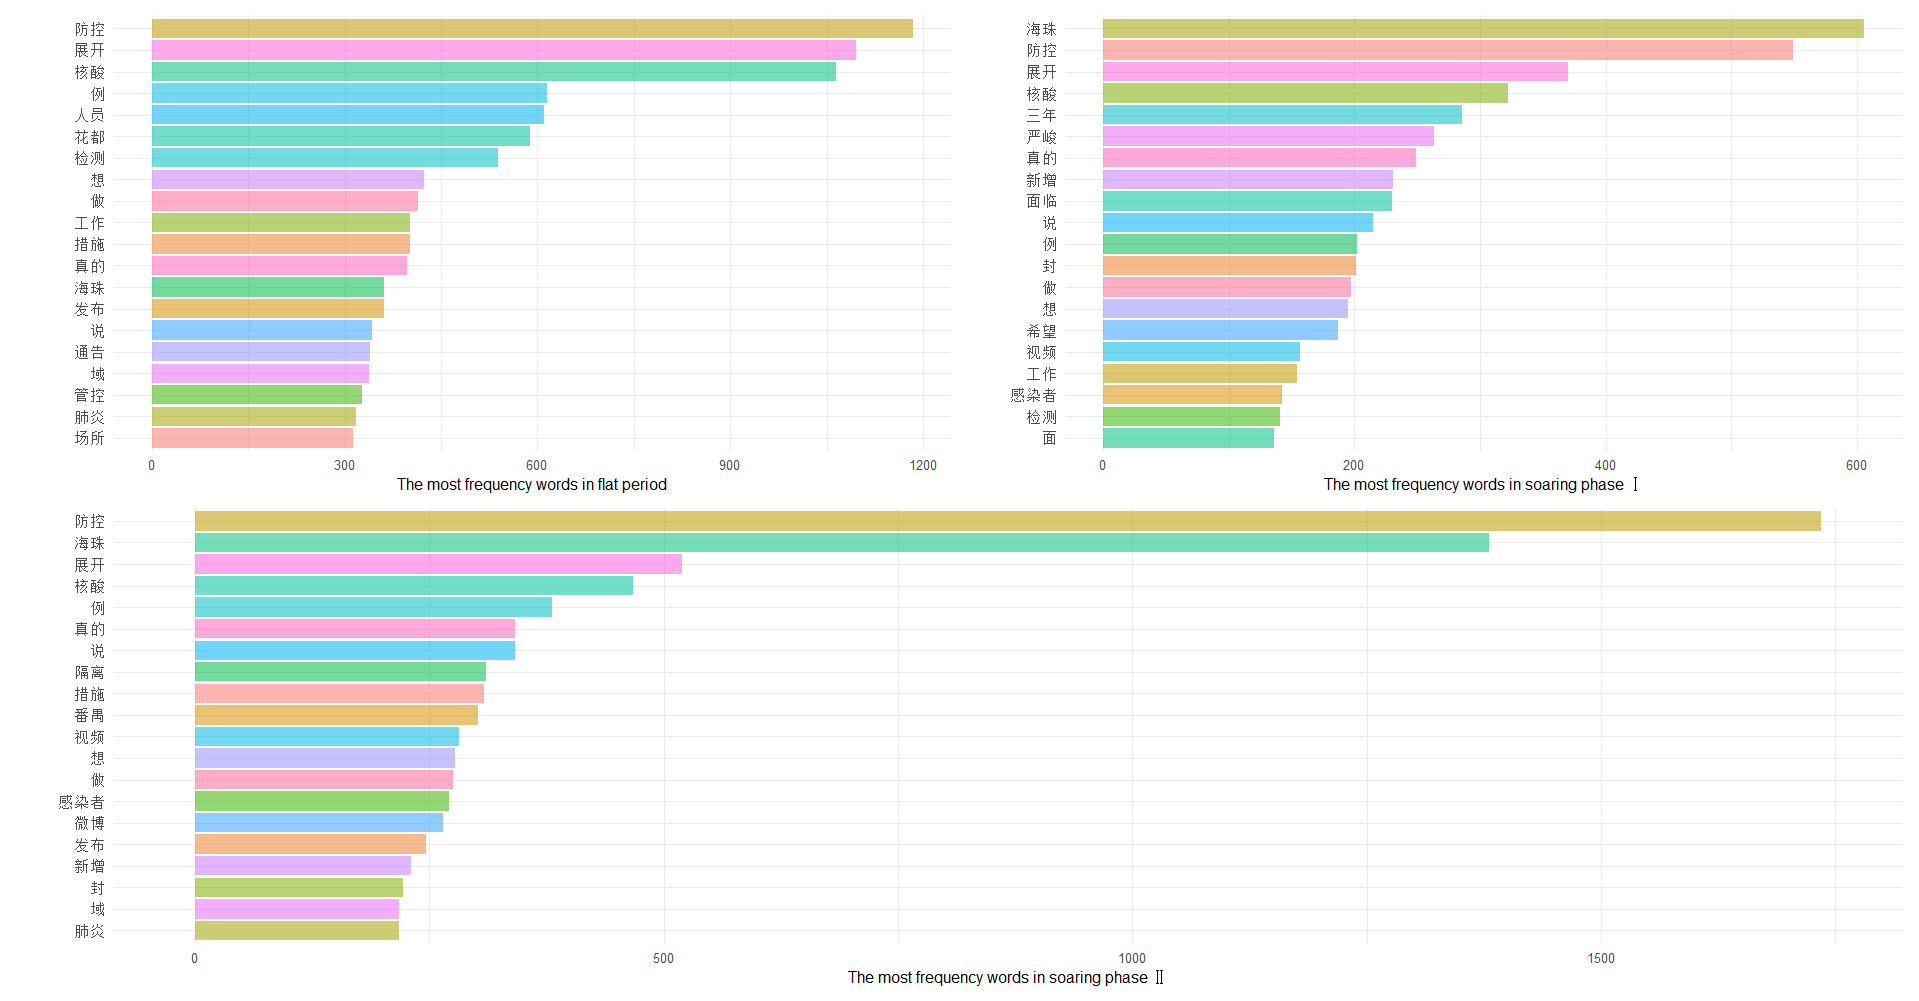 防控
展开
核酸
例
人员
花都
检测
想
做
工作
措施
真的
海珠
发布
说
通告
域
管控
肺炎
场所
0 300 600 900 1200
The most frequency words in flat period
海珠
防控
展开
核酸
三年
严峻
真的
新增
面临
说
例
封
做
想
希望
视频
工作
感染者
检测
面
0 200 400 600
The most frequency words in soaring phase Ⅰ
防控
海珠
展开
核酸
例
真的
说
隔离
措施
番禺
视频
想
做
感染者
微博
发布
新增
封
域
肺炎
0 500 1000 1500
The most frequency words in soaring phase Ⅱ